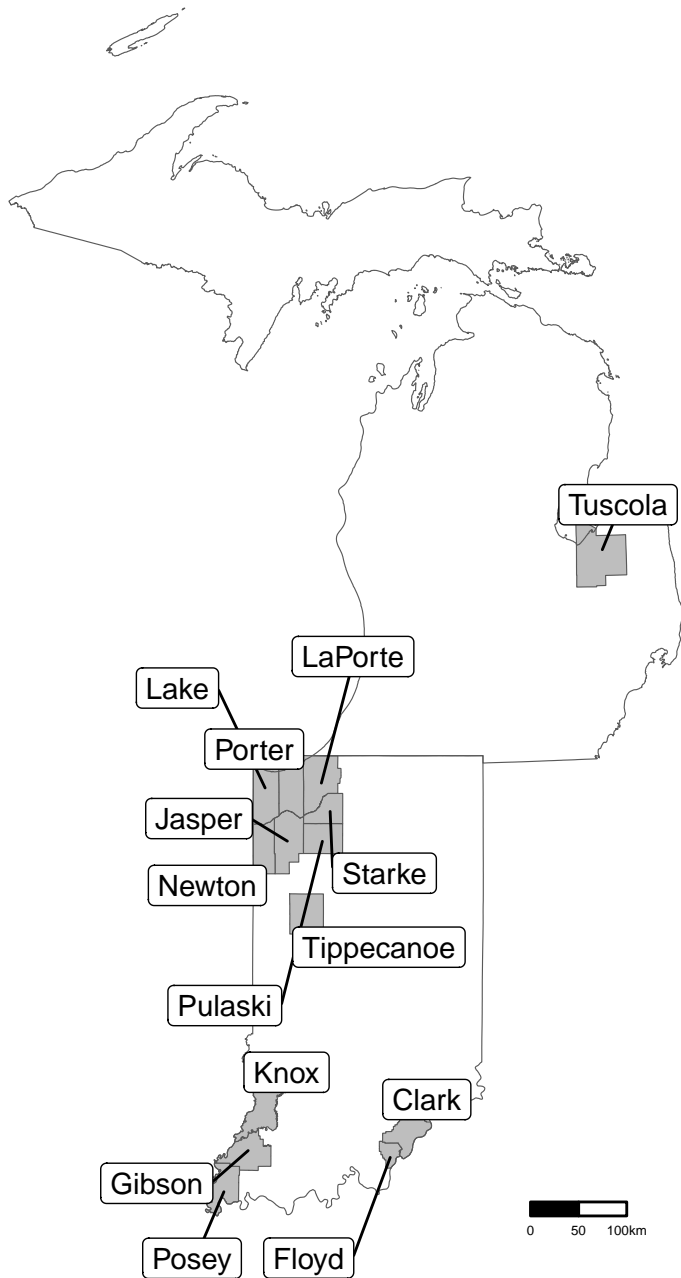 Tuscola
LaPorte
Lake
Porter
Jasper
Starke
Newton
Tippecanoe
Pulaski
Knox
Clark
Gibson
Posey
Floyd
0 50 100km